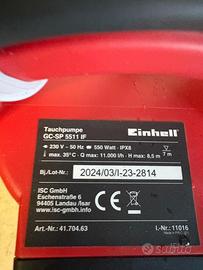 Tauchpumpe
GC-SP 5511 IF
Einhell
230 V - 50 Hz 550 Watt · IPX8
max. 35°C - Q max: 11.000 l/h - H max: 8,5 m
7 m
Bj./Lot-Nr.: 2024/03/I-23-2814
ISC GmbH
Eschenstraße 6
94405 Landau /Isar
www.isc-gmbh.info
Art.-Nr.: 41.704.63
I.-Nr.: 11016
subito